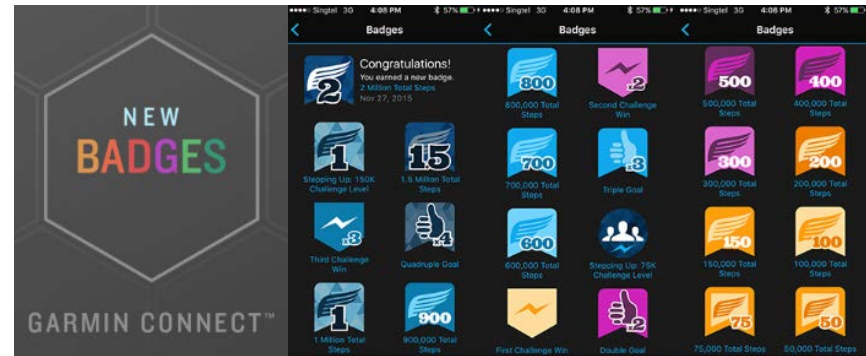 NEW
BADGES
GARMIN CONNECT™
Singtel 3G 4:08 PM 57%
Badges
Congratulations!
You earned a new badge.
2 Million Total Steps
Nov 27, 2015
2
1
Stepping Up: 150K
Challenge Level
1.5
1.5 Million Total
Steps
x3
Third Challenge
Win
x4
Quadruple Goal
1
1 Million Total
Steps
900
900,000 Total
Steps
Singtel 3G 4:08 PM 57%
Badges
800
800,000 Total
Steps
x2
Second Challenge
Win
700
700,000 Total
Steps
x3
Triple Goal
600
600,000 Total
Steps
Stepping Up: 75K
Challenge Level
First Challenge Win
x2
Double Goal
Singtel 3G 4:08 PM 57%
Badges
500
500,000 Total
Steps
400
400,000 Total
Steps
300
300,000 Total
Steps
200
200,000 Total
Steps
150
150,000 Total
Steps
100
100,000 Total
Steps
75
75,000 Total Steps
50
50,000 Total Steps